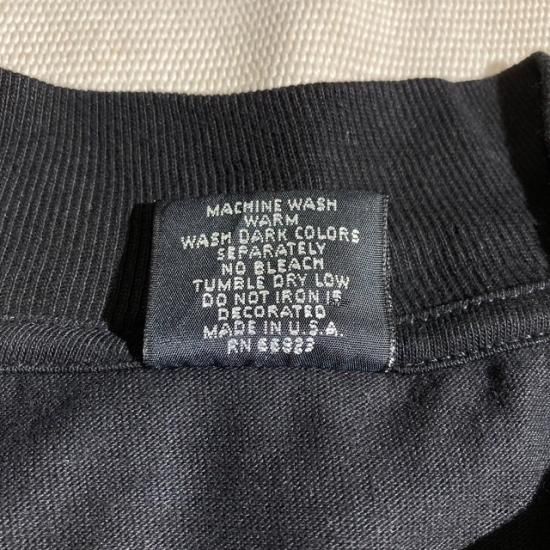 MACHINE WASH
WARM
WASH DARK COLORS
SEPARATELY
NO BLEACH
TUMBLE DRY LOW
DO NOT IRON IF
DECORATED
MADE IN U.S.A.
RN 66923